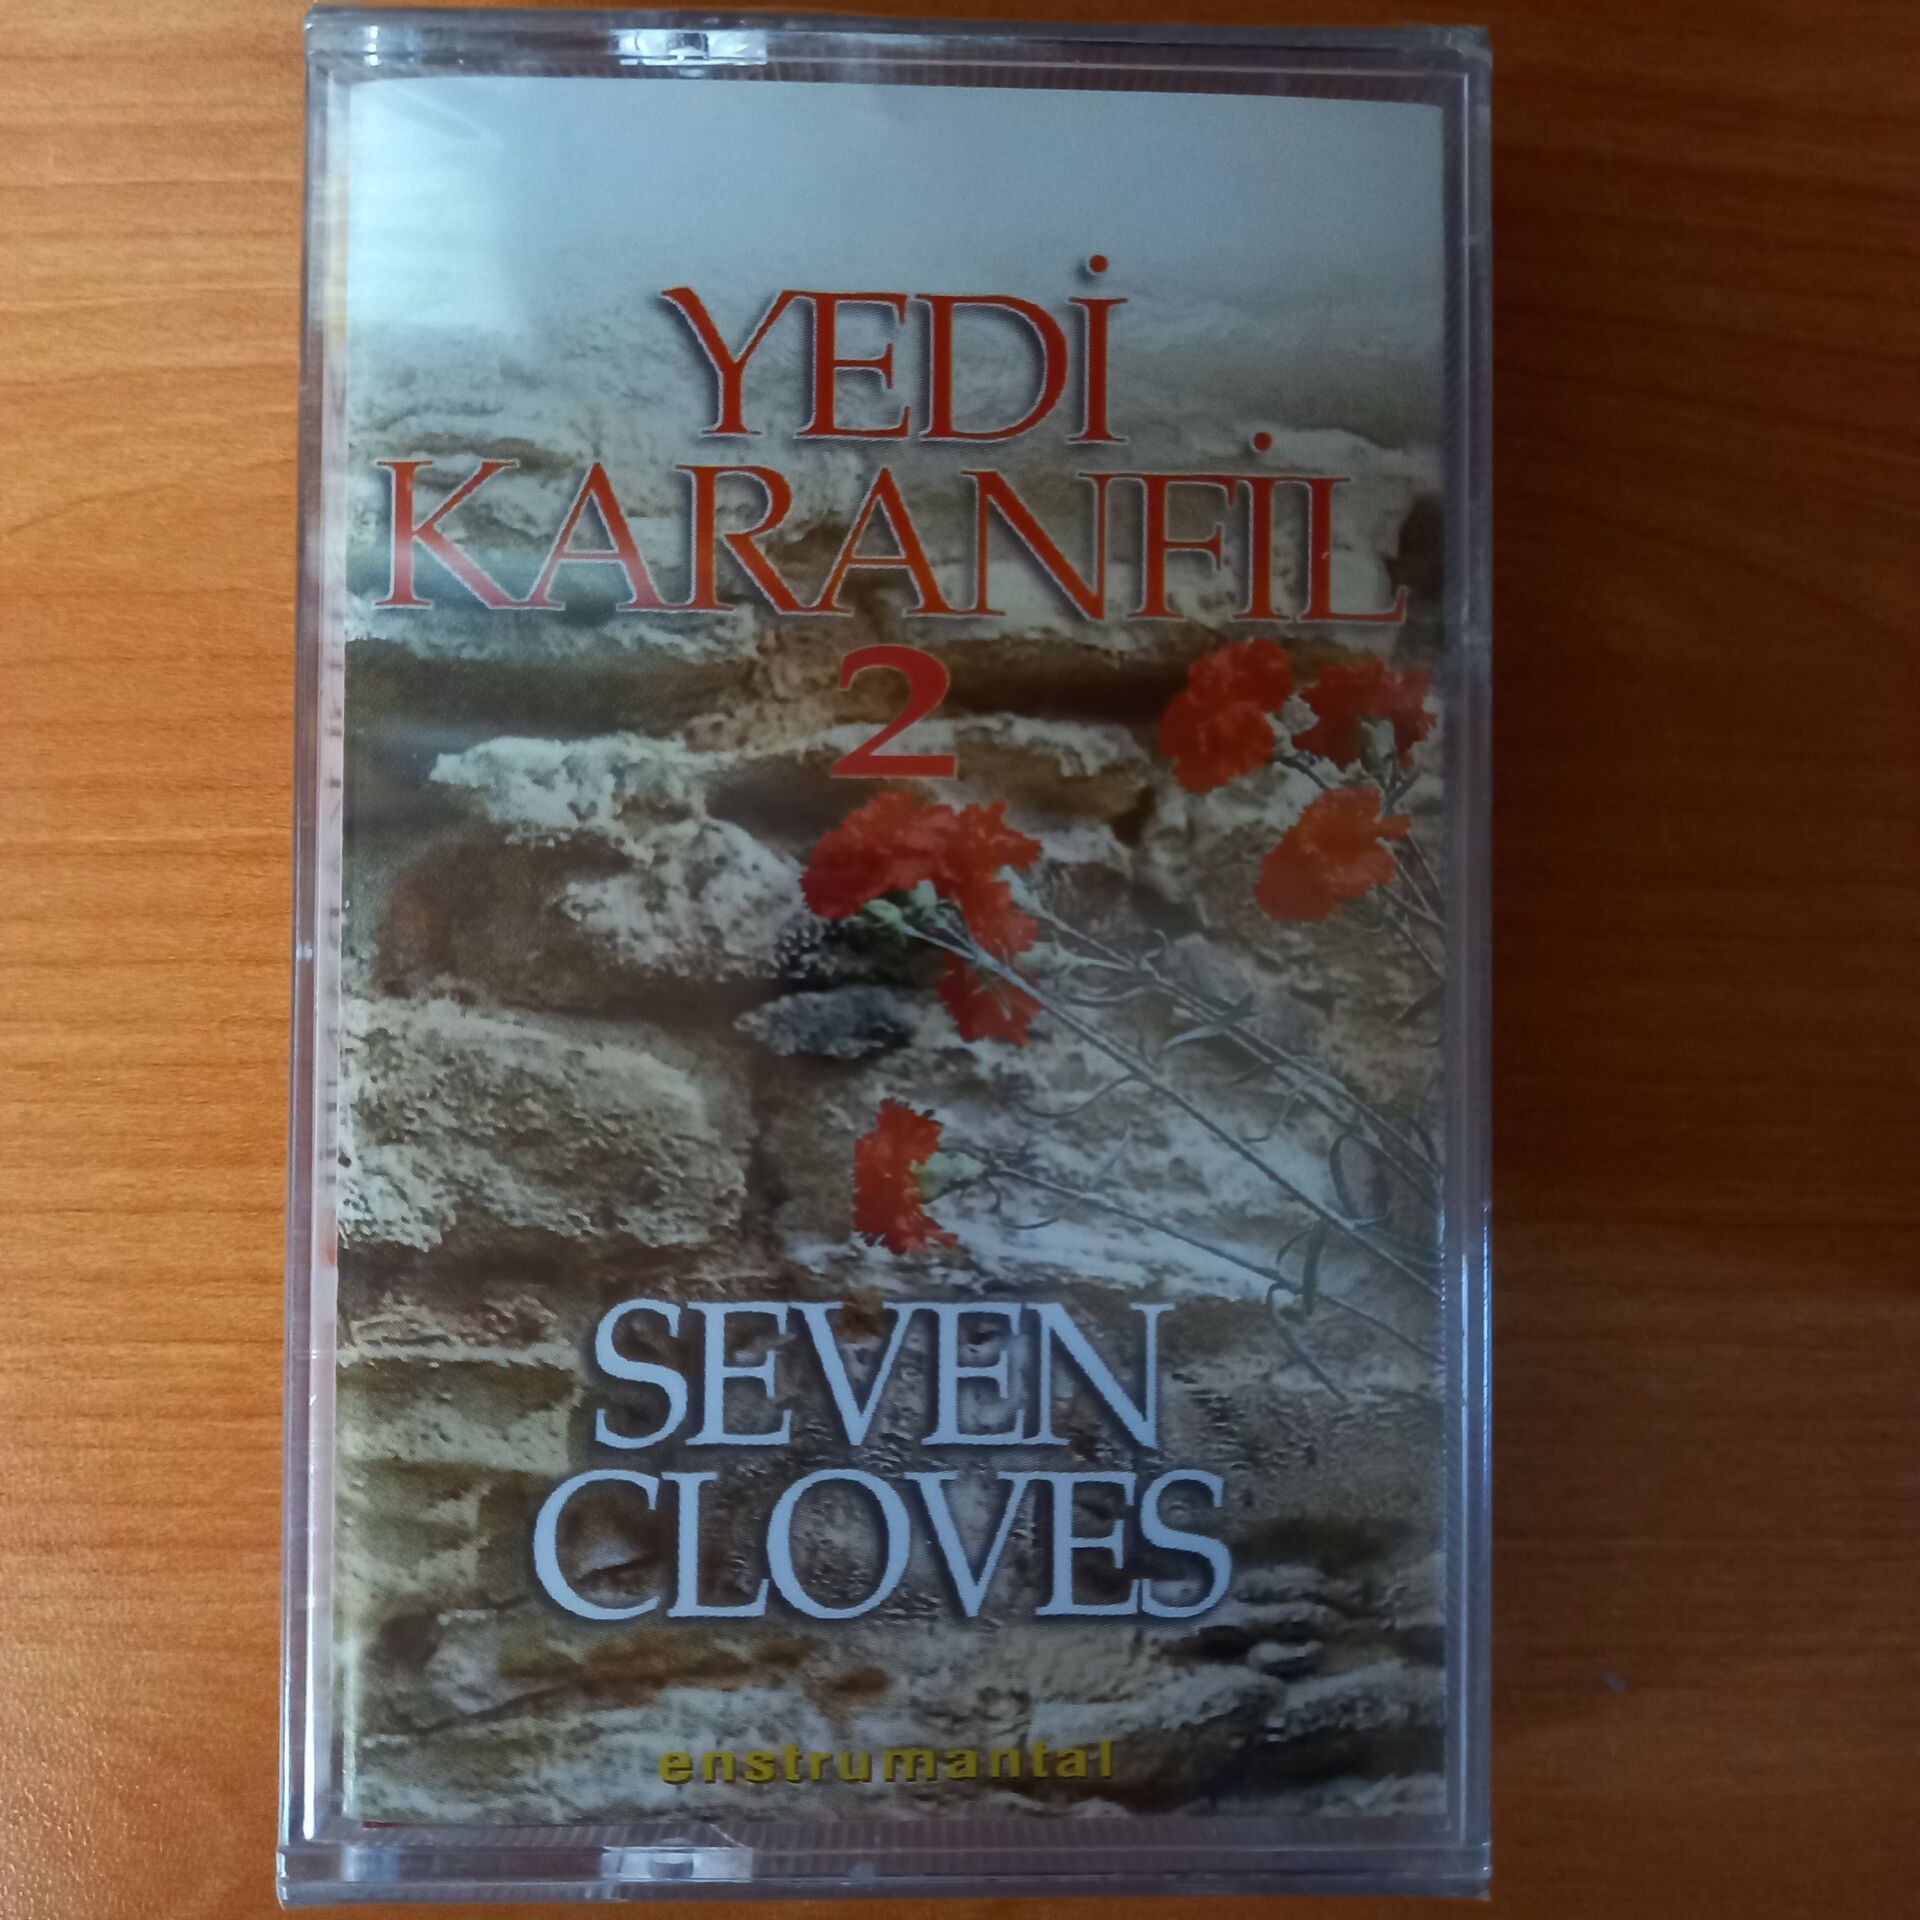 YEDİ
KARANFİL
2
SEVEN
CLOVES
enstrumantal